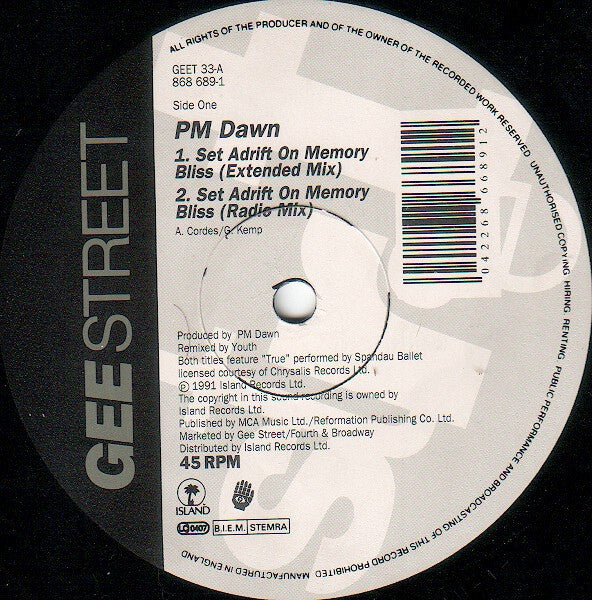 ALL RIGHTS OF THE PRODUCER AND OF THE OWNER OF THE RECORDED WORK RESERVED UNAUTHORISED COPYING HIRING RENTING PUBLIC PERFORMANCE AND BROADCASTING OF THIS RECORD PROHIBITED MANUFACTURED IN ENGLAND
GEE STREET
GEET 33-A
868 689-1
Side One
PM Dawn
1. Set Adrift On Memory
Bliss (Extended Mix)
2. Set Adrift On Memory
Bliss (Radio Mix)
A. Cordes/G. Kemp
0 42286 66891 2
Produced by PM Dawn
Remixed by Youth
Both titles feature "True" performed by Spandau Ballet
licensed courtesy of Chrysalis Records Ltd.
℗ 1991 Island Records Ltd.
The copyright in this sound recording is owned by
Island Records Ltd.
Published by MCA Music Ltd./Reformation Publishing Co. Ltd.
Marketed by Gee Street/Fourth & Broadway
Distributed by Island Records Ltd.
45 RPM
ISLAND
LC 0407 B.I.E.M. STEMRA